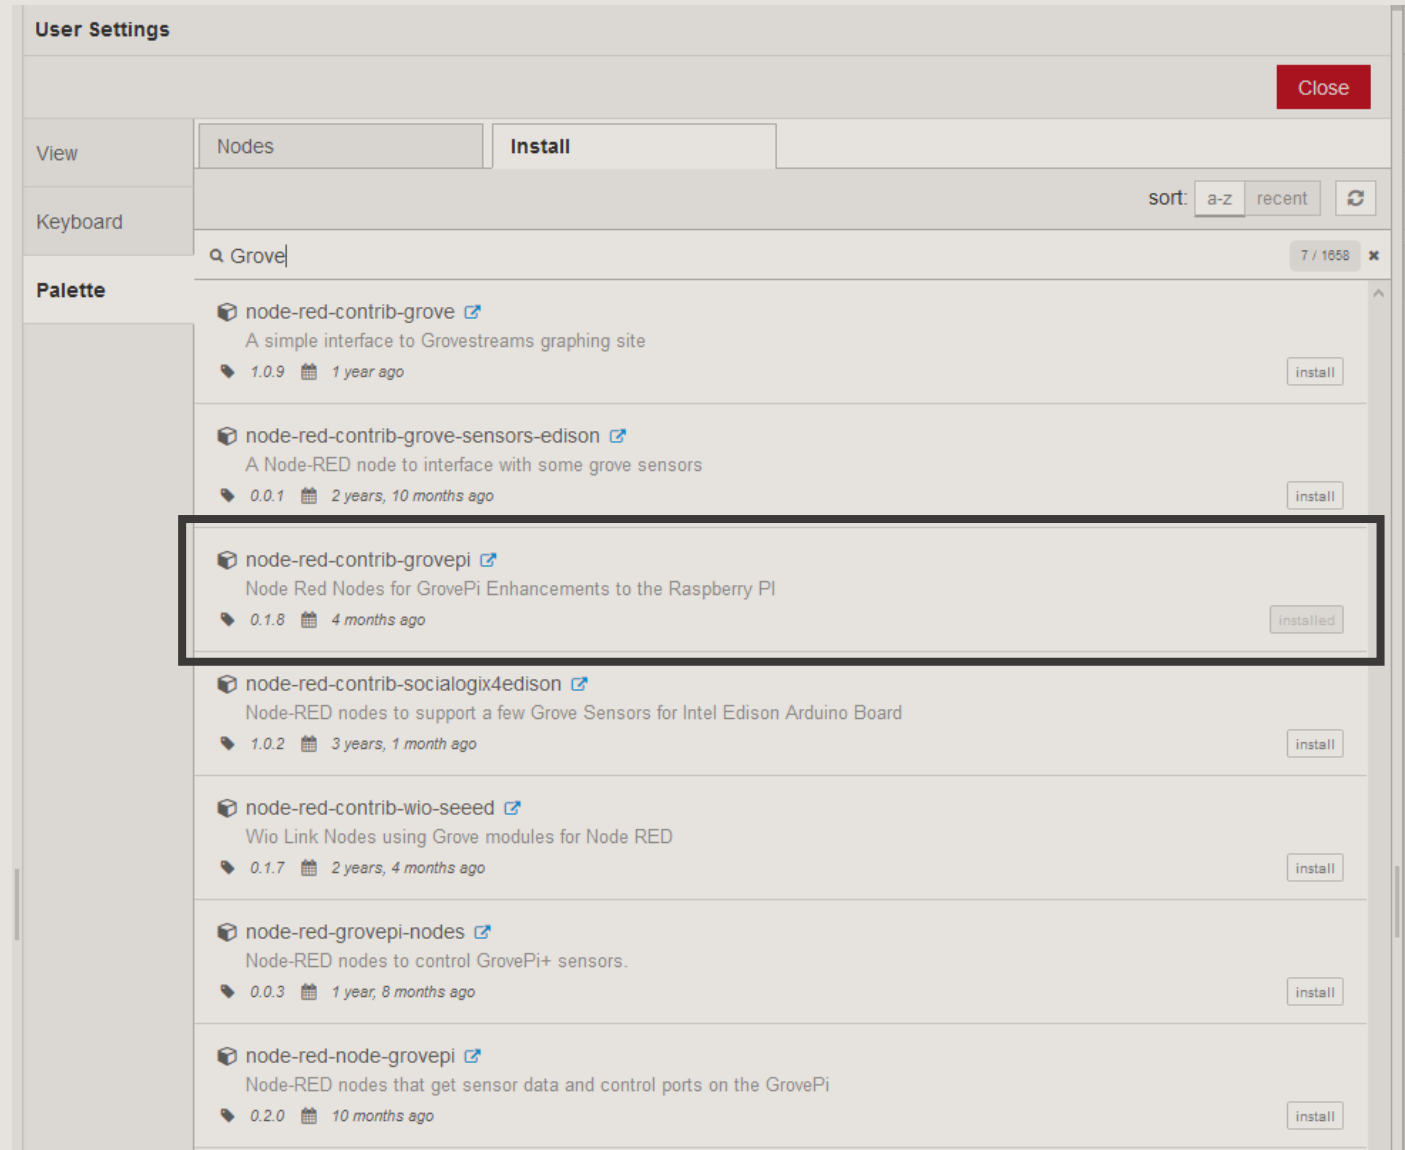 User Settings
Close
View
Keyboard
Palette
Nodes
Install
sort: a-z recent
Grove
7 / 1658
node-red-contrib-grove
A simple interface to Grovestreams graphing site
1.0.9 1 year ago
install
node-red-contrib-grove-sensors-edison
A Node-RED node to interface with some grove sensors
0.0.1 2 years, 10 months ago
install
node-red-contrib-grovepi
Node Red Nodes for GrovePi Enhancements to the Raspberry PI
0.1.8 4 months ago
installed
node-red-contrib-socialogix4edison
Node-RED nodes to support a few Grove Sensors for Intel Edison Arduino Board
1.0.2 3 years, 1 month ago
install
node-red-contrib-wio-seeed
Wio Link Nodes using Grove modules for Node RED
0.1.7 2 years, 4 months ago
install
node-red-grovepi-nodes
Node-RED nodes to control GrovePi+ sensors.
0.0.3 1 year, 8 months ago
install
node-red-node-grovepi
Node-RED nodes that get sensor data and control ports on the GrovePi
0.2.0 10 months ago
install